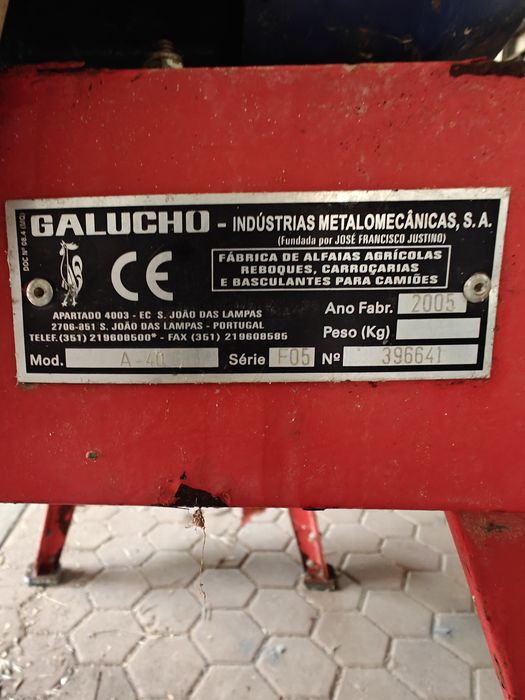 DOC Nº 08.4 (MQ)
GALUCHO - INDÚSTRIAS METALOMECÂNICAS, S.A.
(Fundada por JOSÉ FRANCISCO JUSTINO)
CE
FÁBRICA DE ALFAIAS AGRÍCOLAS
REBOQUES, CARROÇARIAS
E BASCULANTES PARA CAMIÕES
APARTADO 4003 - EC S. JOÃO DAS LAMPAS
2706-851 S. JOÃO DAS LAMPAS - PORTUGAL
TELEF. (351) 219608500* - FAX (351) 219608585
Ano Fabr. 2005
Peso (Kg)
Mod. A-40 Série F05 Nº 396641